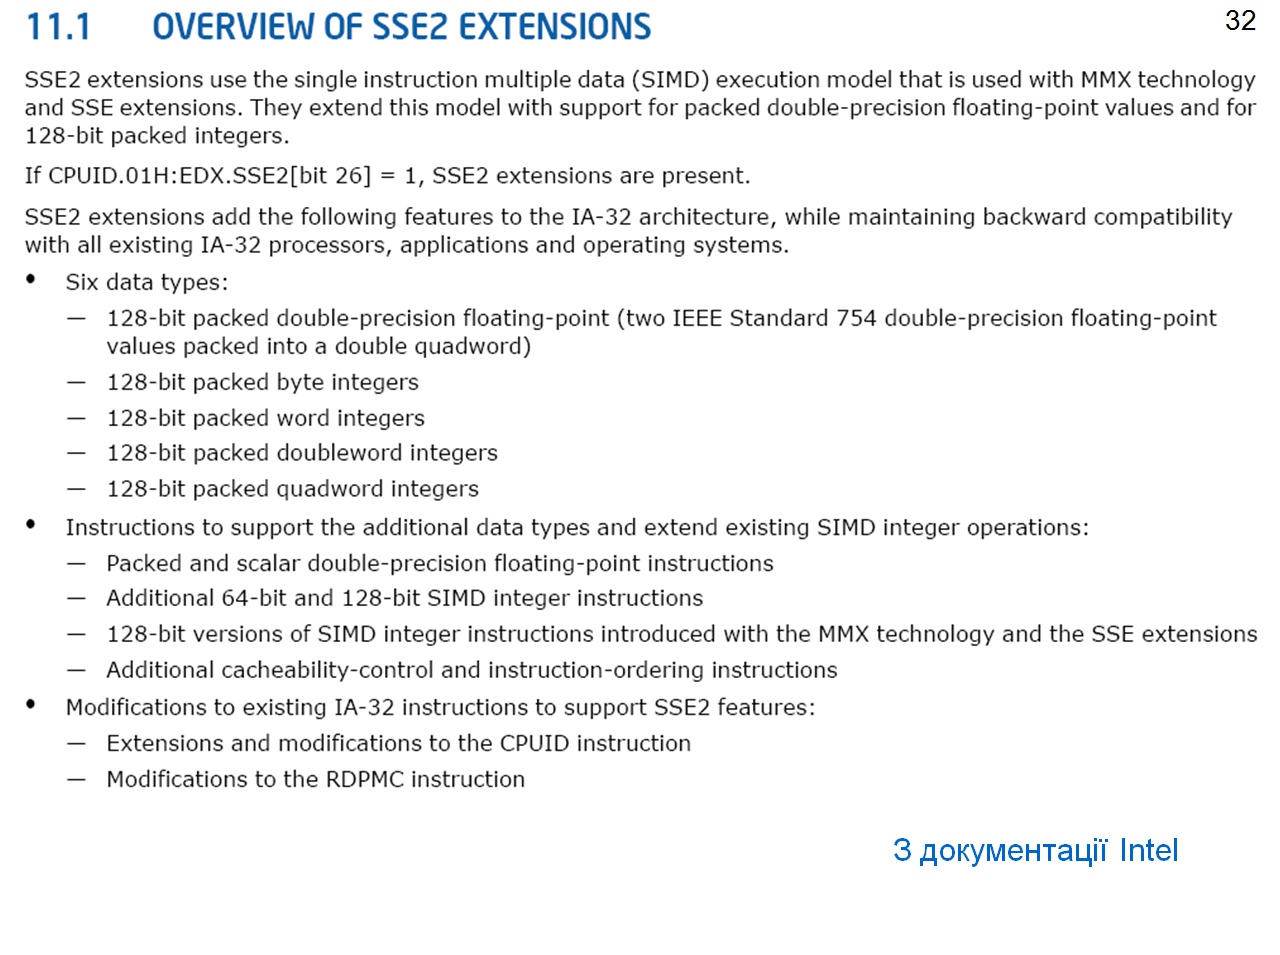 11.1 OVERVIEW OF SSE2 EXTENSIONS
32
SSE2 extensions use the single instruction multiple data (SIMD) execution model that is used with MMX technology
and SSE extensions. They extend this model with support for packed double-precision floating-point values and for
128-bit packed integers.
If CPUID.01H:EDX.SSE2[bit 26] = 1, SSE2 extensions are present.
SSE2 extensions add the following features to the IA-32 architecture, while maintaining backward compatibility
with all existing IA-32 processors, applications and operating systems.
• Six data types:
— 128-bit packed double-precision floating-point (two IEEE Standard 754 double-precision floating-point
values packed into a double quadword)
— 128-bit packed byte integers
— 128-bit packed word integers
— 128-bit packed doubleword integers
— 128-bit packed quadword integers
• Instructions to support the additional data types and extend existing SIMD integer operations:
— Packed and scalar double-precision floating-point instructions
— Additional 64-bit and 128-bit SIMD integer instructions
— 128-bit versions of SIMD integer instructions introduced with the MMX technology and the SSE extensions
— Additional cacheability-control and instruction-ordering instructions
• Modifications to existing IA-32 instructions to support SSE2 features:
— Extensions and modifications to the CPUID instruction
— Modifications to the RDPMC instruction
З документації Intel